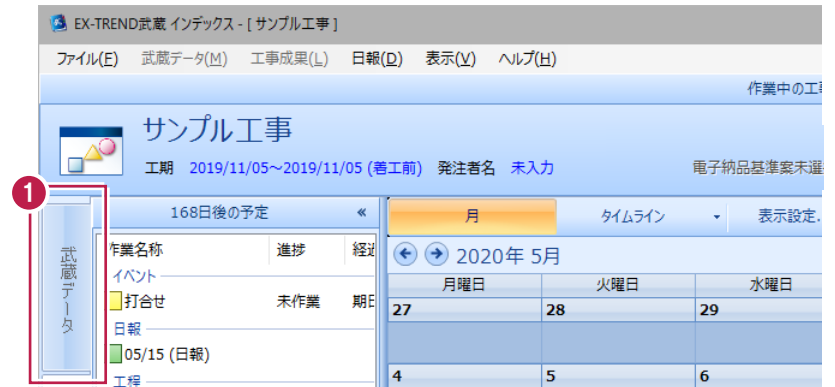 EX-TREND武蔵 インデックス - [ サンプル工事 ]
ファイル(F) 武蔵データ(M) 工事成果(L) 日報(D) 表示(V) ヘルプ(H)
作業中の工事
サンプル工事
工期 2019/11/05～2019/11/05 (着工前) 発注者名 未入力 電子納品基準案未選
1
武蔵データ
168日後の予定 «
月 タイムライン 表示設定.
作業名称 進捗 経過
2020年 5月
イベント
月曜日 火曜日 水曜日
打合せ 未作業 期日
27 28 29
日報
05/15 (日報)
工程
4 5 6